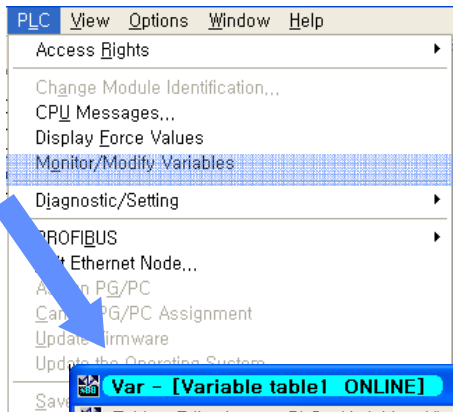 PLC View Options Window Help
Access Rights
Change Module Identification...
CPU Messages...
Display Force Values
Monitor/Modify Variables
Diagnostic/Setting
PROFIBUS
Ethernet Node...
PG/PC
PG/PC Assignment
Update Firmware
Update the Operating System
Var - [Variable table1 ONLINE]
Save